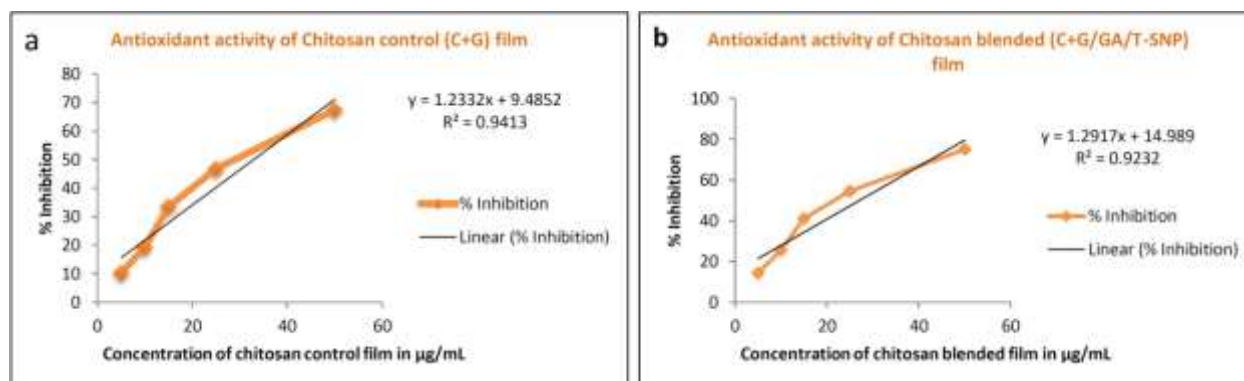 a
Antioxidant activity of Chitosan control (C+G) film
80
70
60
50
40
30
20
10
0
% Inhibition
y = 1.2332x + 9.4852
R² = 0.9413
% Inhibition
Linear (% Inhibition)
0 20 40 60
Concentration of chitosan control film in µg/mL
b
Antioxidant activity of Chitosan blended (C+G/GA/T-SNP)
film
100
80
60
40
20
0
% Inhibition
y = 1.2917x + 14.989
R² = 0.9232
% Inhibition
Linear (% Inhibition)
0 20 40 60
Concentration of chitosan blended film in µg/mL